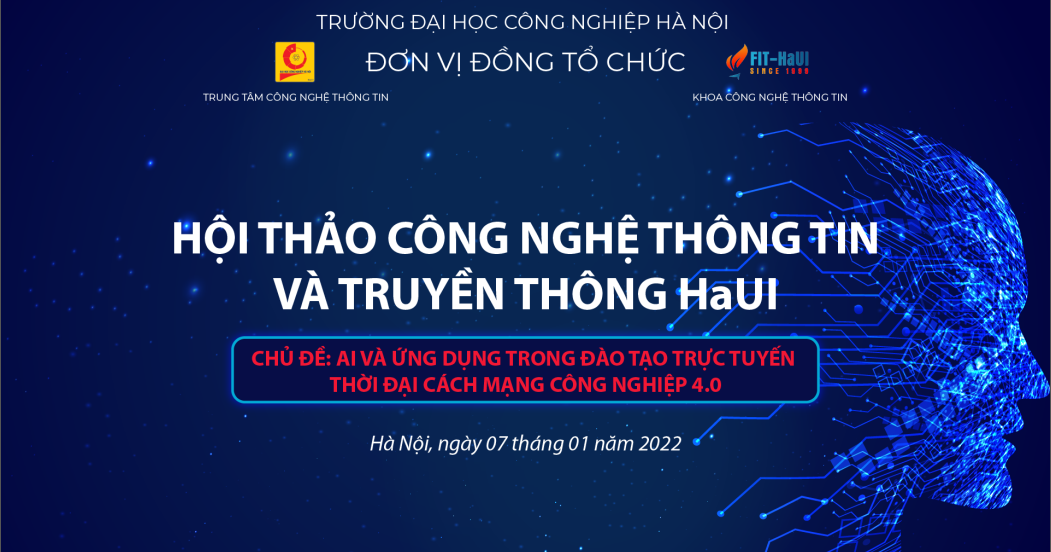 TRƯỜNG ĐẠI HỌC CÔNG NGHIỆP HÀ NỘI
ĐƠN VỊ ĐỒNG TỔ CHỨC
FIT-HaUI
TRUNG TÂM CÔNG NGHỆ THÔNG TIN
KHOA CÔNG NGHỆ THÔNG TIN
HỘI THẢO CÔNG NGHỆ THÔNG TIN
VÀ TRUYỀN THÔNG HaUI
CHỦ ĐỀ: AI VÀ ỨNG DỤNG TRONG ĐÀO TẠO TRỰC TUYẾN
THỜI ĐẠI CÁCH MẠNG CÔNG NGHIỆP 4.0
Hà Nội, ngày 07 tháng 01 năm 2022